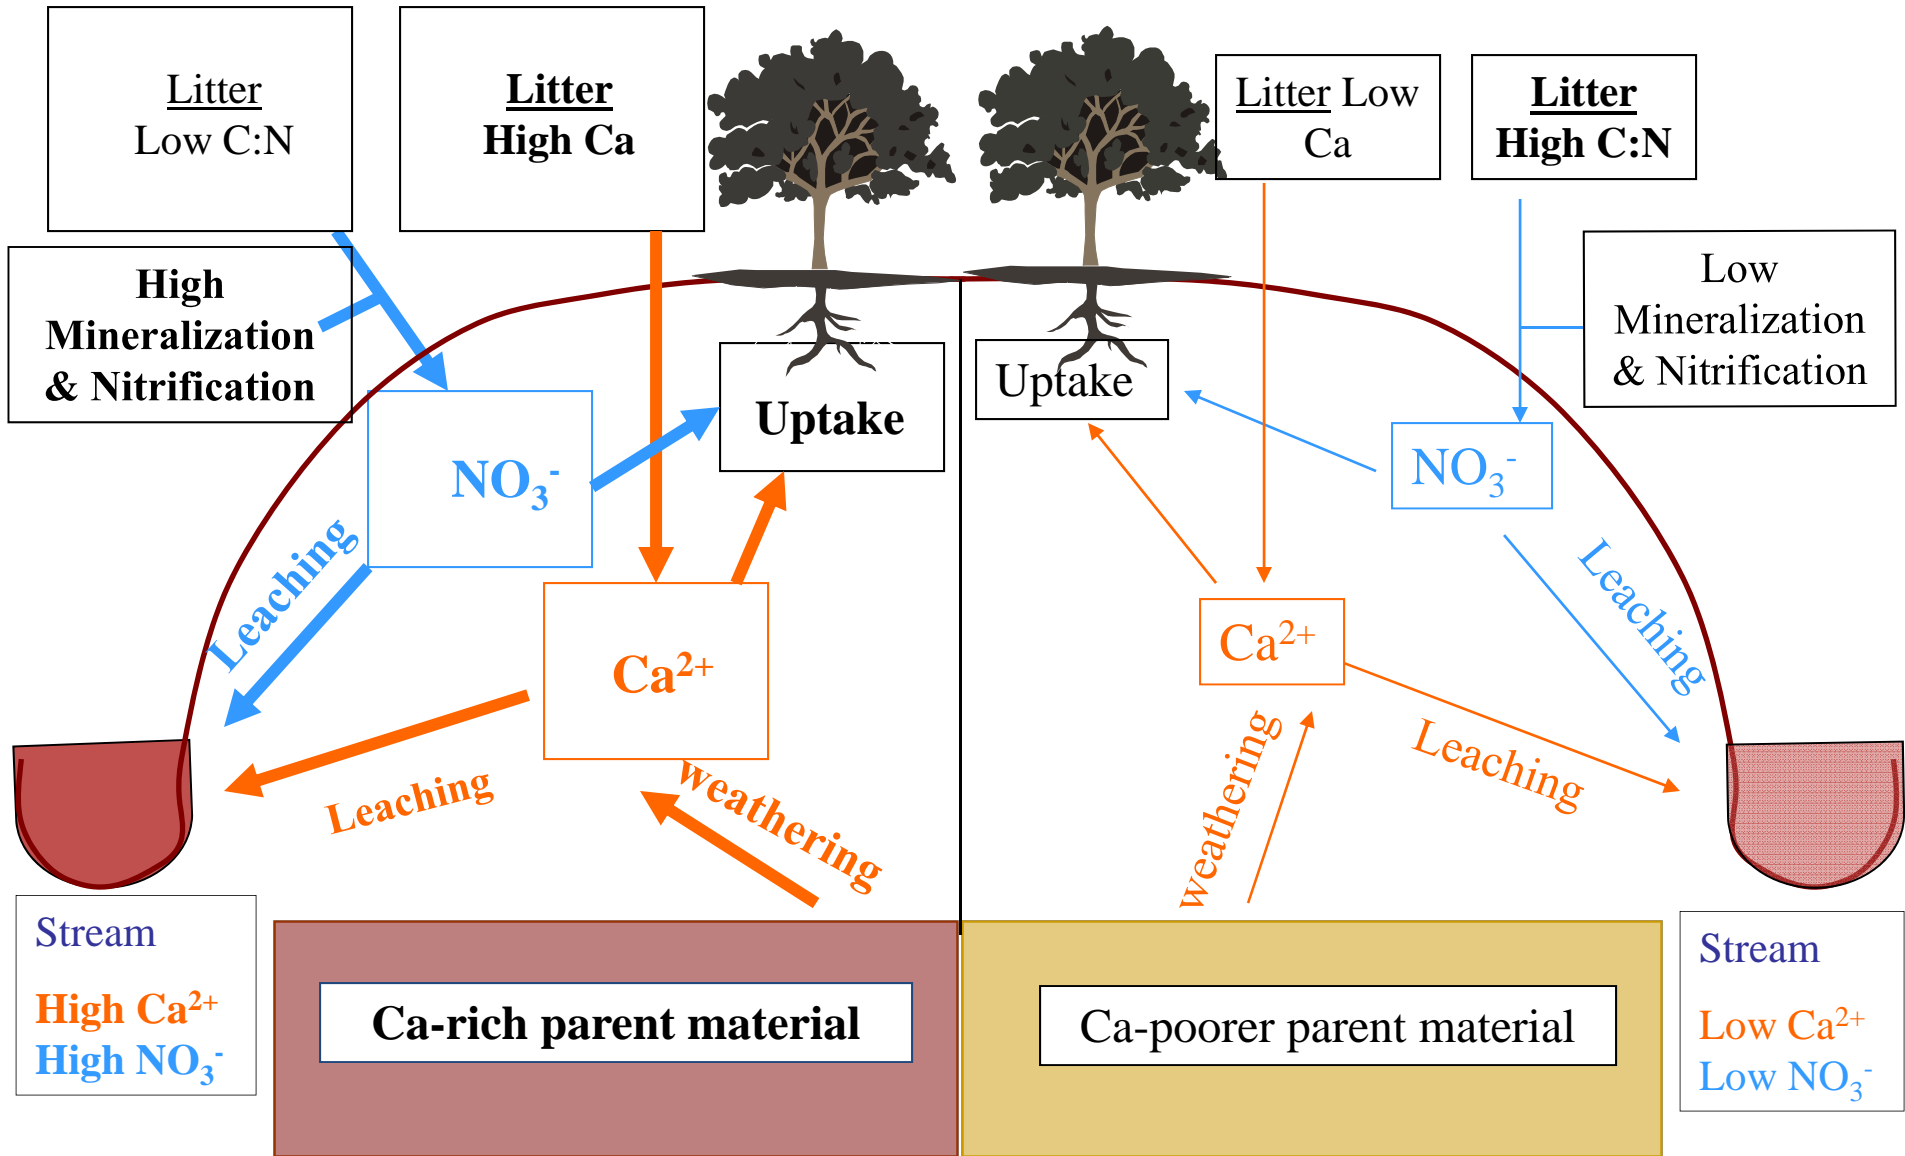 Litter
Low C:N
Litter
High Ca
Litter Low
Ca
Litter
High C:N
High
Mineralization
& Nitrification
Low
Mineralization
& Nitrification
Uptake
Uptake
NO₃⁻
NO₃⁻
Leaching
Leaching
Ca²⁺
Ca²⁺
Leaching
weathering
weathering
Leaching
Stream
High Ca²⁺
High NO₃⁻
Ca-rich parent material
Ca-poorer parent material
Stream
Low Ca²⁺
Low NO₃⁻